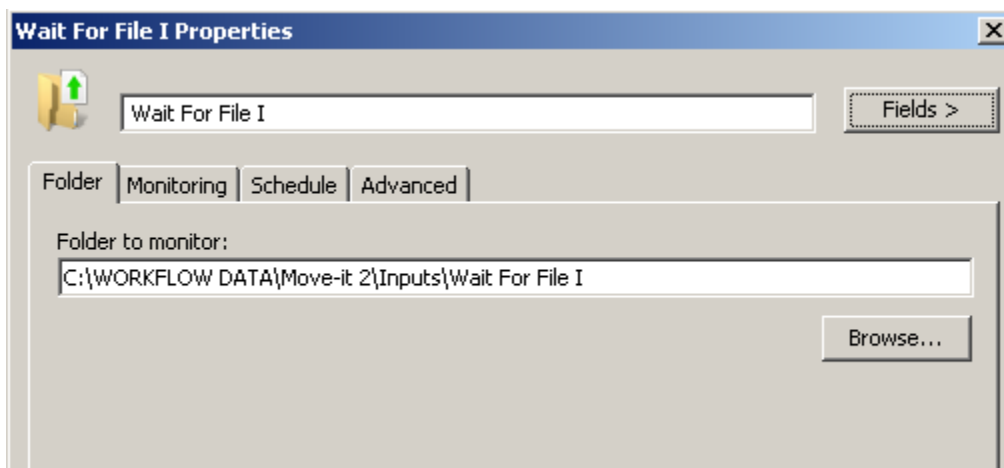 Wait For File I Properties
Wait For File I
Fields >
Folder Monitoring Schedule Advanced
Folder to monitor:
C:\WORKFLOW DATA\Move-it 2\Inputs\Wait For File I
Browse...